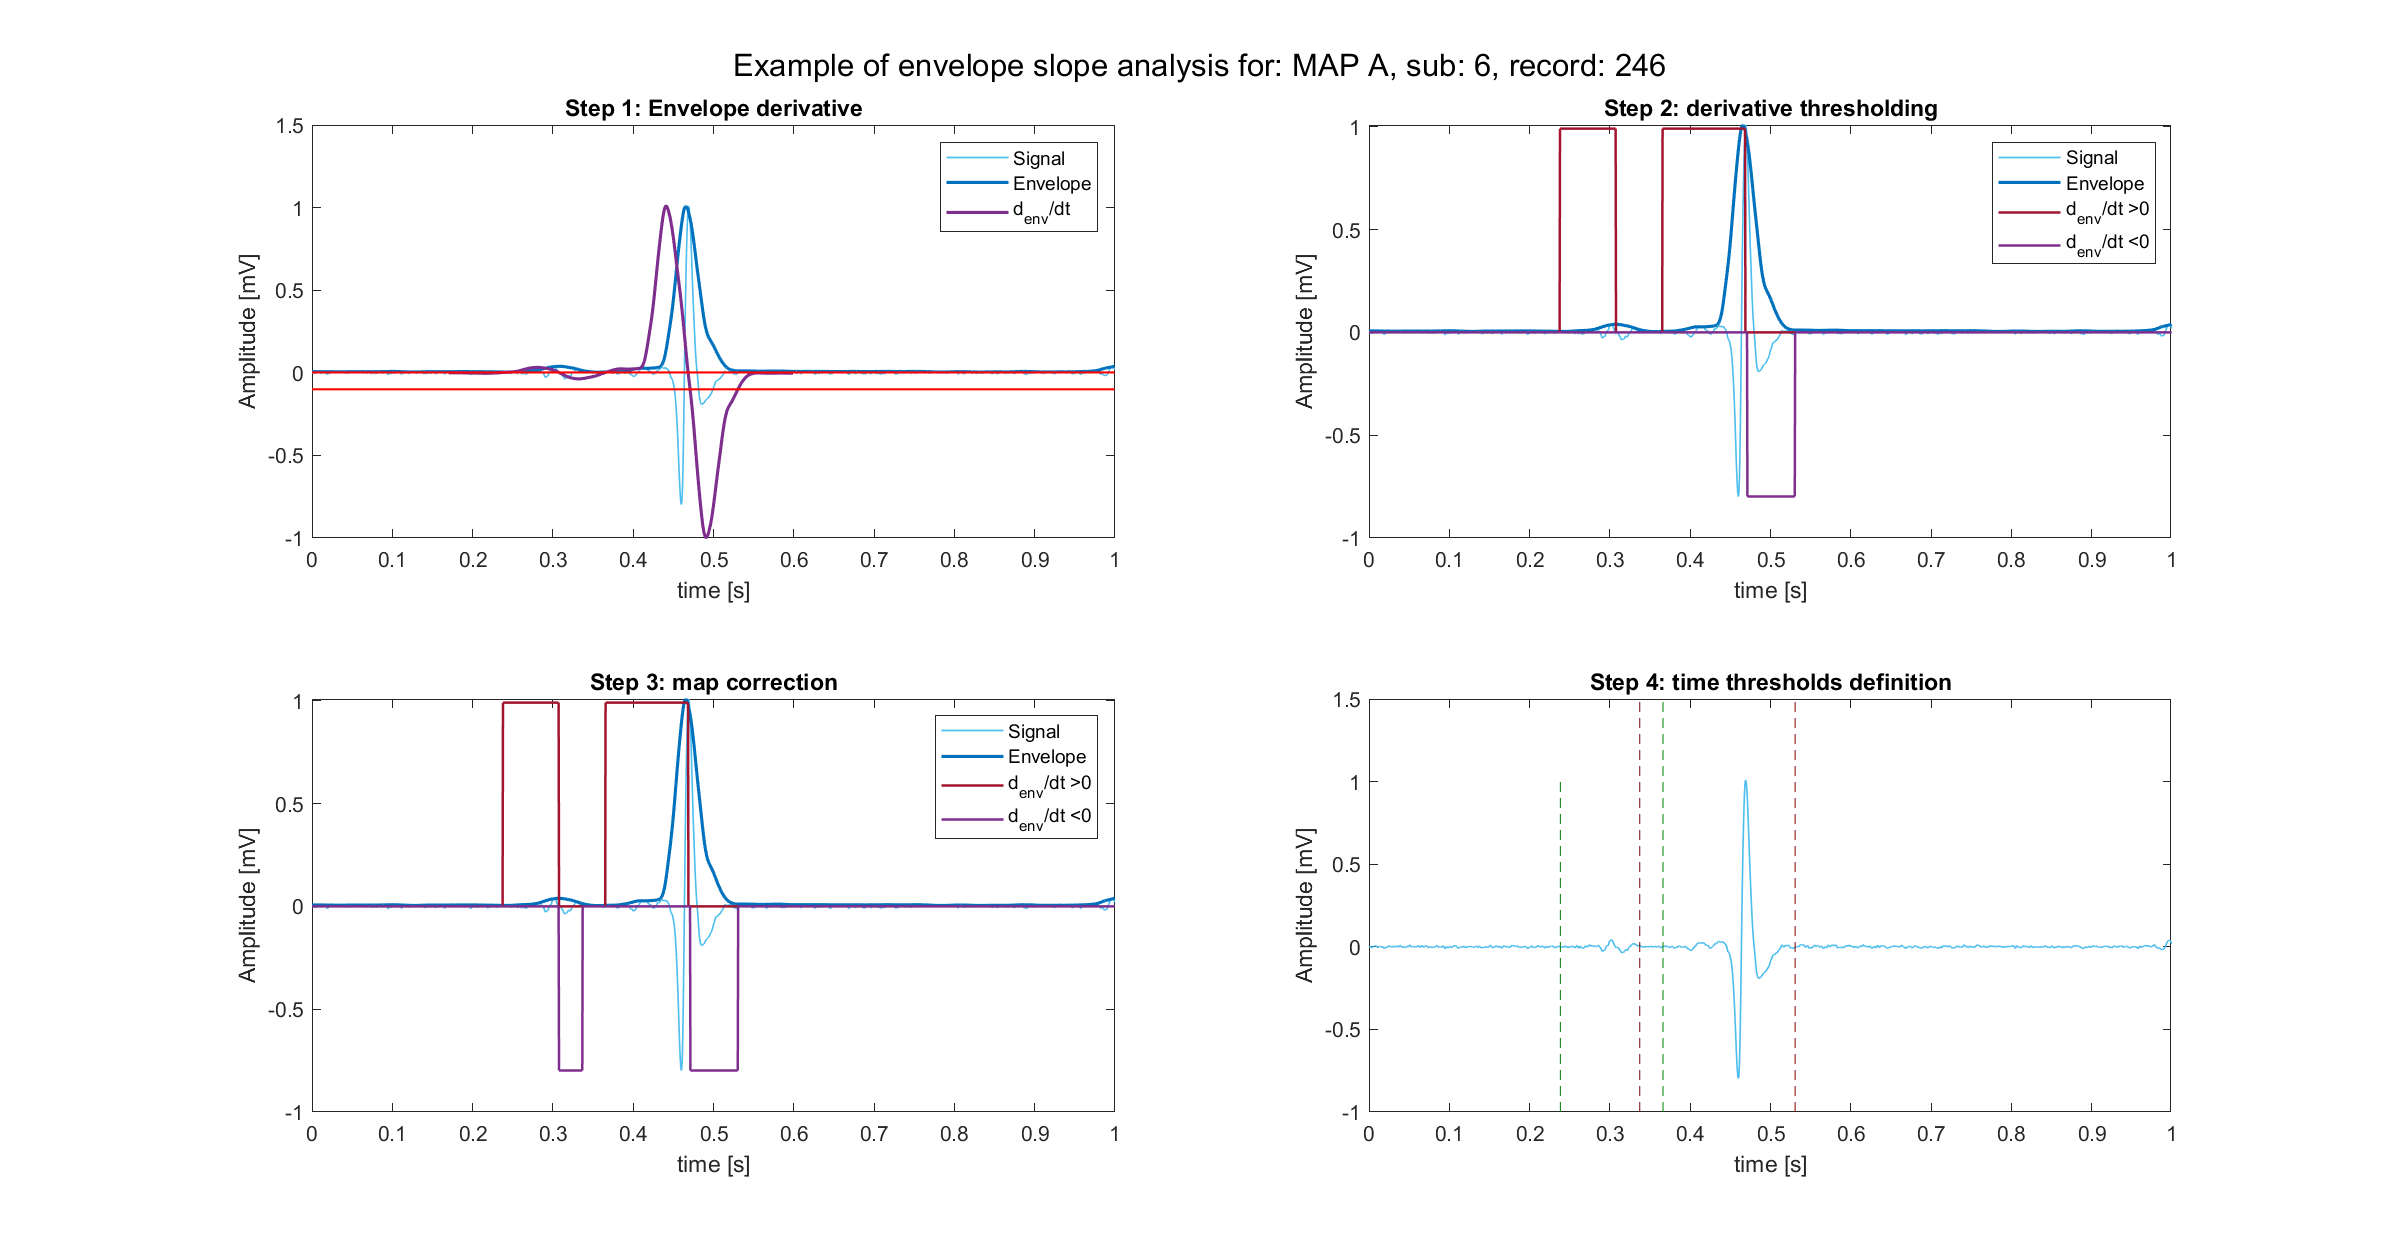 Example of envelope slope analysis for: MAP A, sub: 6, record: 246
Step 1: Envelope derivative
1.5
1
0.5
0
-0.5
-1
Amplitude [mV]
0 0.1 0.2 0.3 0.4 0.5 0.6 0.7 0.8 0.9 1
time [s]
Signal
Envelope
d_env/dt
Step 2: derivative thresholding
1
0.5
0
-0.5
-1
Amplitude [mV]
0 0.1 0.2 0.3 0.4 0.5 0.6 0.7 0.8 0.9 1
time [s]
Signal
Envelope
d_env/dt >0
d_env/dt <0
Step 3: map correction
1
0.5
0
-0.5
-1
Amplitude [mV]
0 0.1 0.2 0.3 0.4 0.5 0.6 0.7 0.8 0.9 1
time [s]
Signal
Envelope
d_env/dt >0
d_env/dt <0
Step 4: time thresholds definition
1.5
1
0.5
0
-0.5
-1
Amplitude [mV]
0 0.1 0.2 0.3 0.4 0.5 0.6 0.7 0.8 0.9 1
time [s]